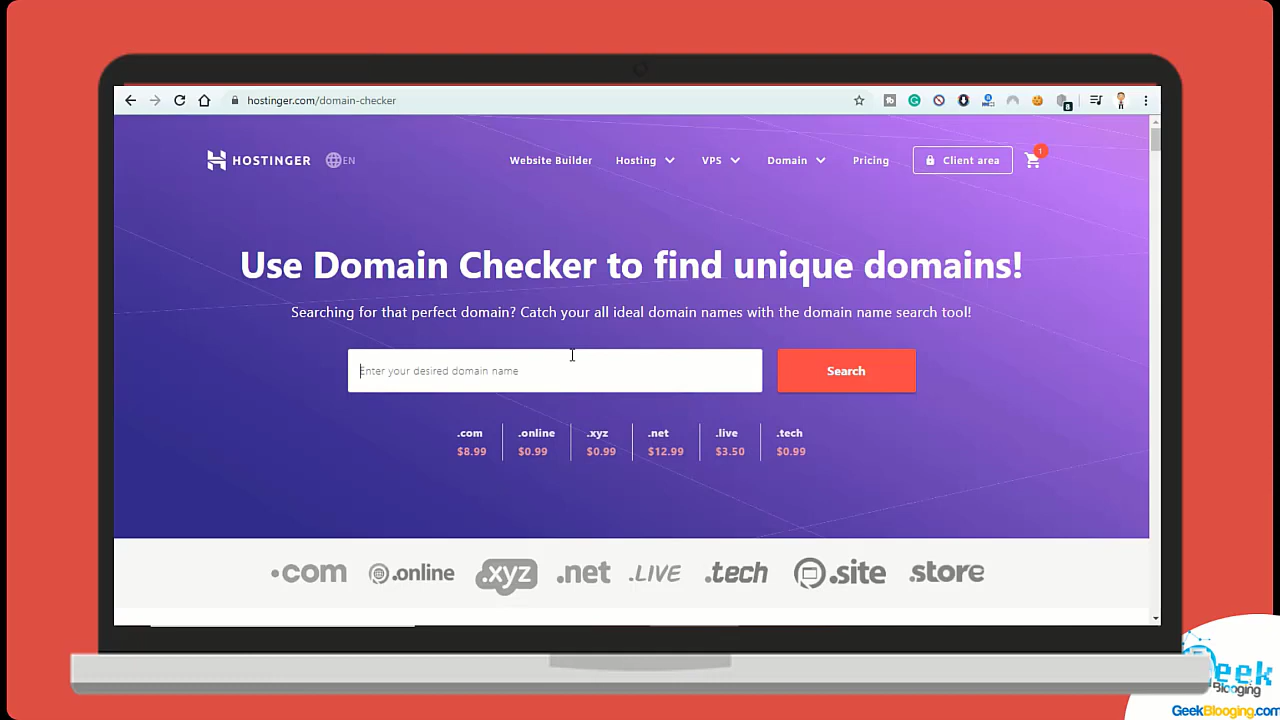 hostinger.com/domain-checker
HOSTINGER
EN
Website Builder
Hosting
VPS
Domain
Pricing
Client area
1
Use Domain Checker to find unique domains!
Searching for that perfect domain? Catch your all ideal domain names with the domain name search tool!
Enter your desired domain name
Search
.com .online .xyz .net .live .tech
$8.99 $0.99 $0.99 $12.99 $3.50 $0.99
.com .online .xyz .net .LIVE .tech .site .store
Geek
Blooging
GeekBlooging.com